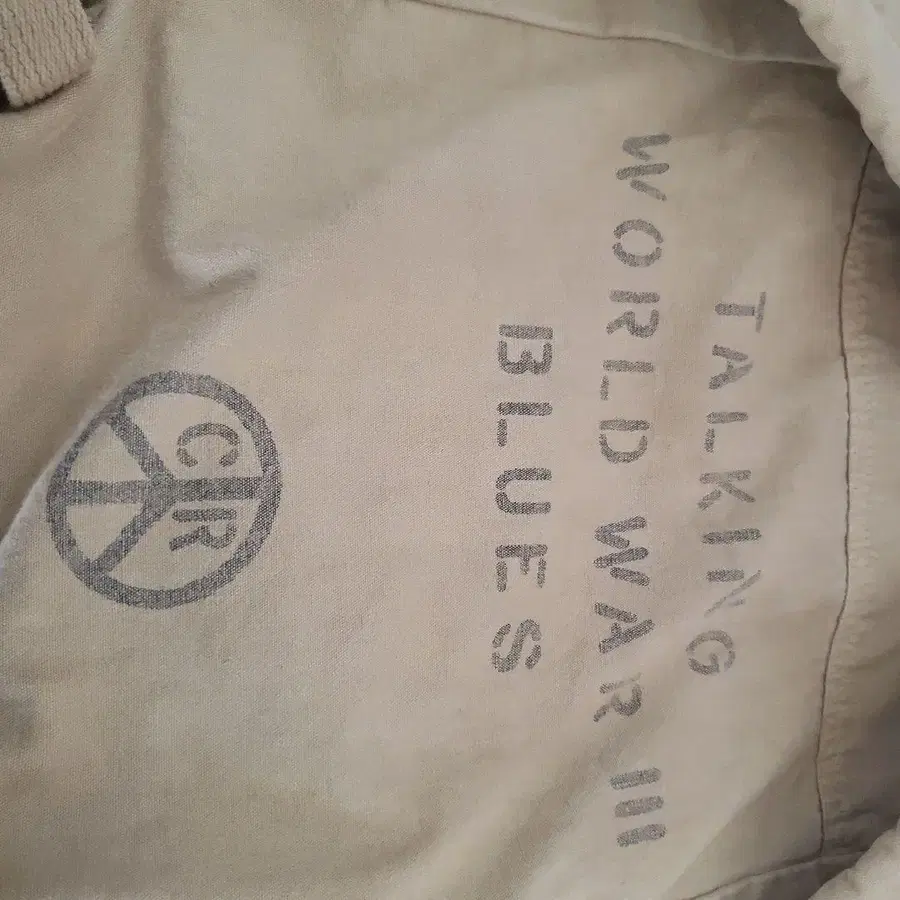 TALKING
WORLD WAR III
BLUES
CR